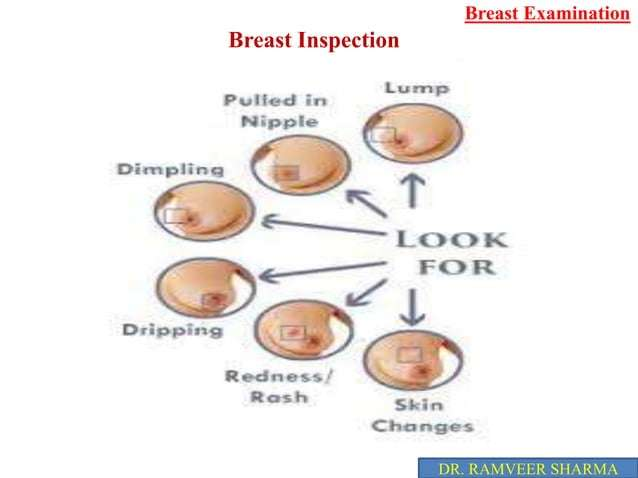 Breast Examination
Breast Inspection
Lump
Pulled in
Nipple
Dimpling
LOOK
FOR
Dripping
Redness/
Rash
Skin
Changes
DR. RAMVEER SHARMA